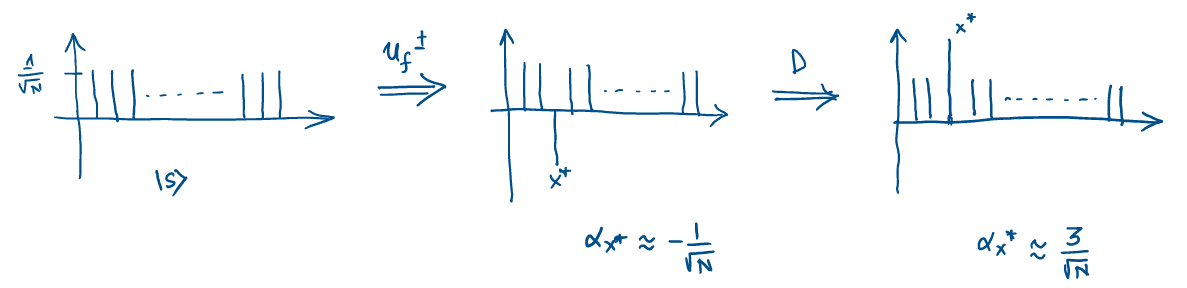 1/√N
|s⟩
U_f^±
x*
α_x* ≈ -1/√N
D
x*
α_x* ≈ 3/√N